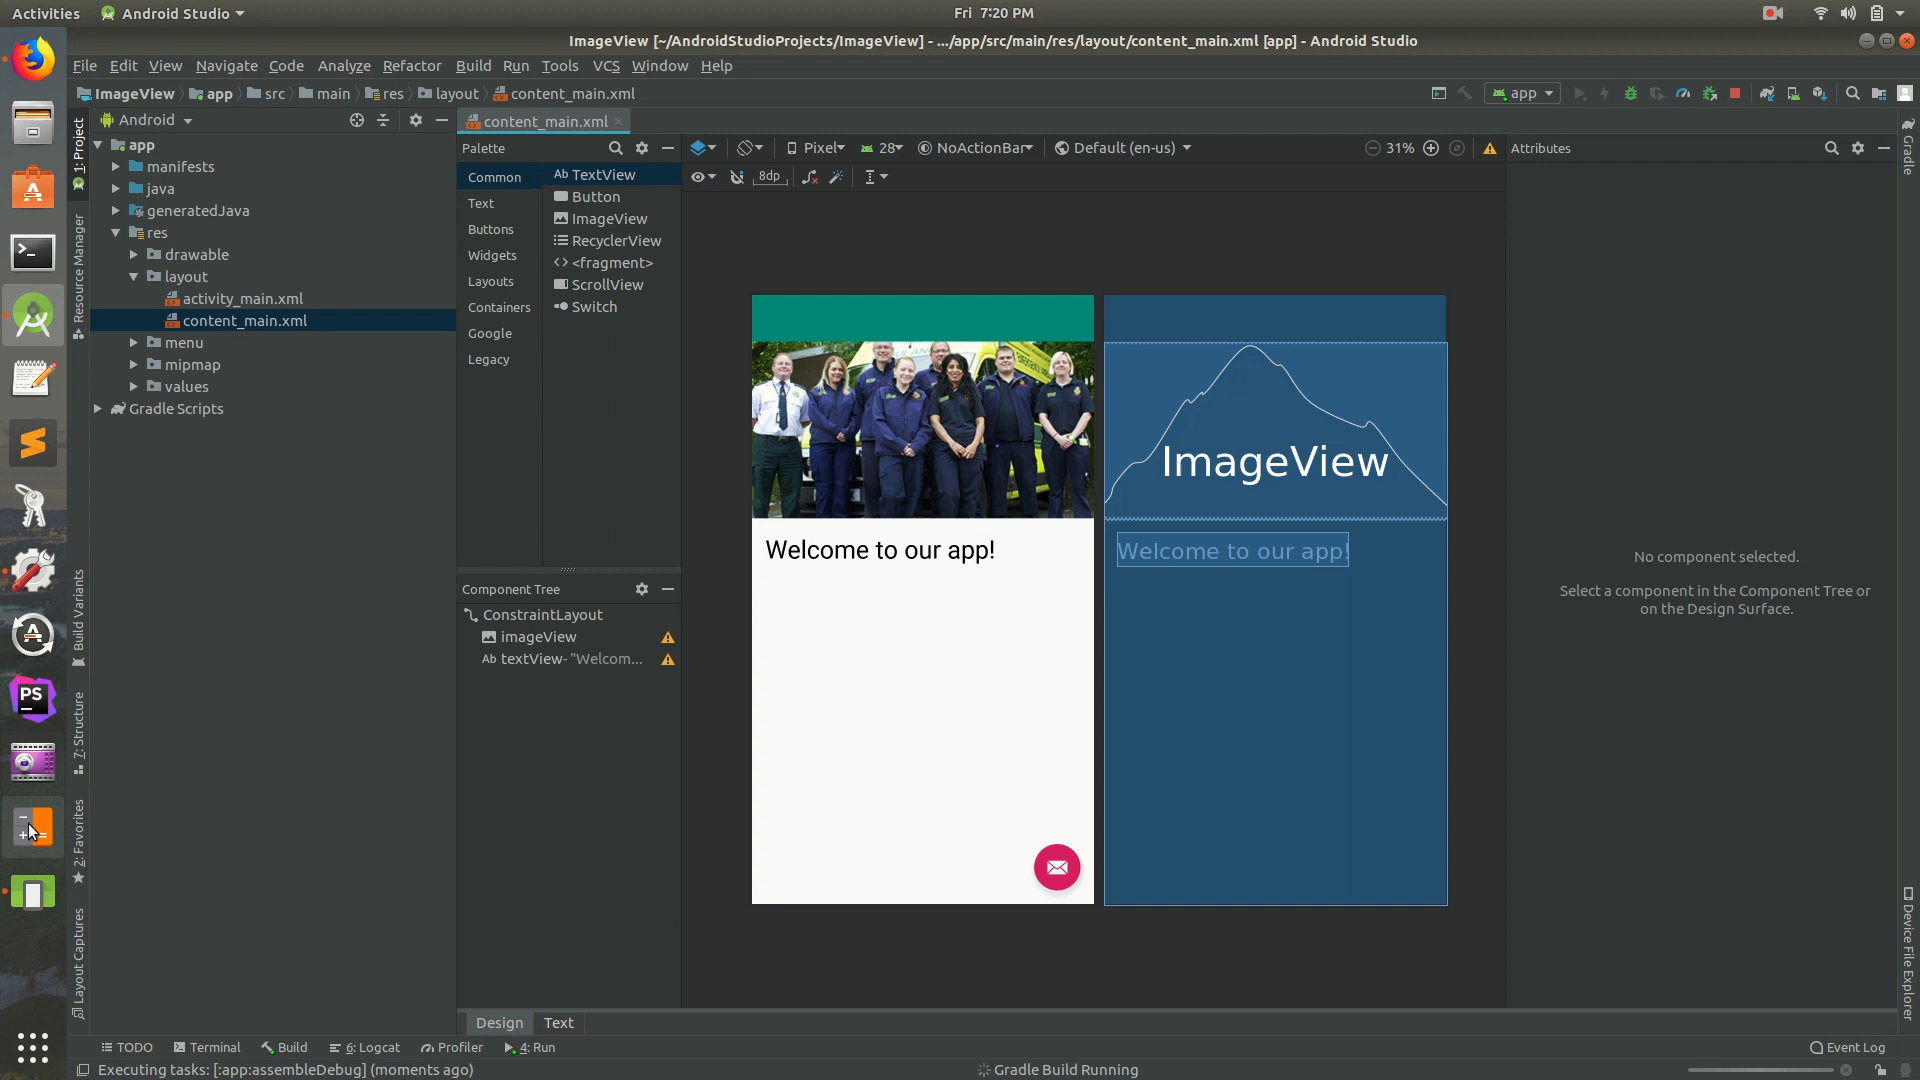 Activities Android Studio Fri 7:20 PM
ImageView [~/AndroidStudioProjects/ImageView] - .../app/src/main/res/layout/content_main.xml [app] - Android Studio
File Edit View Navigate Code Analyze Refactor Build Run Tools VCS Window Help
ImageView app src main res layout content_main.xml app
Android content_main.xml
Palette Pixel 28 NoActionBar Default (en-us) 31% Attributes
8dp
app
manifests
java
generatedJava
res
drawable
layout
activity_main.xml
content_main.xml
menu
mipmap
values
Gradle Scripts
Common
Text
Buttons
Widgets
Layouts
Containers
Google
Legacy
Ab TextView
Button
ImageView
RecyclerView
<> <fragment>
ScrollView
Switch
Component Tree
ConstraintLayout
imageView
Ab textView- "Welcom...
Welcome to our app!
ImageView
Welcome to our app!
No component selected.
Select a component in the Component Tree or
on the Design Surface.
1: Project
Resource Manager
Build Variants
7: Structure
2: Favorites
Layout Captures
Gradle
Device File Explorer
PS
Design Text
TODO Terminal Build 6: Logcat Profiler 4: Run Event Log
Executing tasks: [:app:assembleDebug] (moments ago) Gradle Build Running